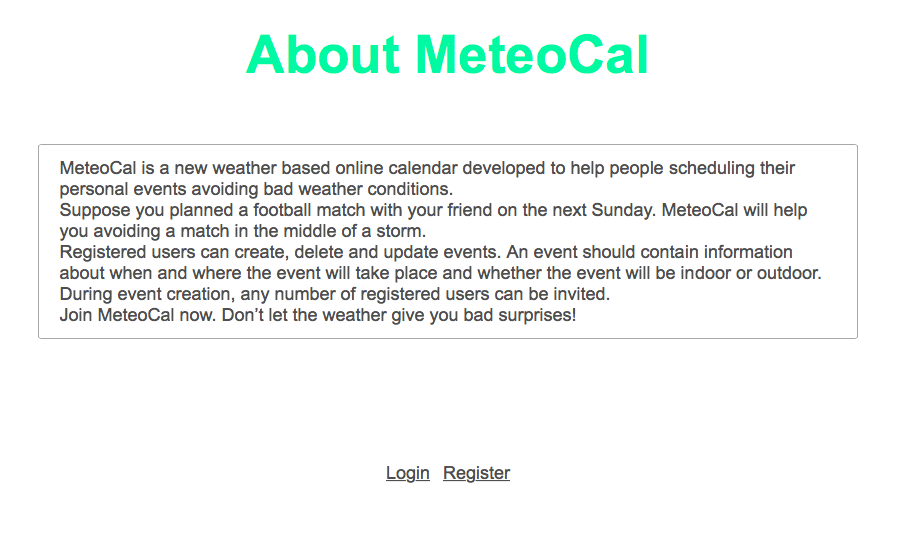 About MeteoCal
MeteoCal is a new weather based online calendar developed to help people scheduling their
personal events avoiding bad weather conditions.
Suppose you planned a football match with your friend on the next Sunday. MeteoCal will help
you avoiding a match in the middle of a storm.
Registered users can create, delete and update events. An event should contain information
about when and where the event will take place and whether the event will be indoor or outdoor.
During event creation, any number of registered users can be invited.
Join MeteoCal now. Don’t let the weather give you bad surprises!
Login Register